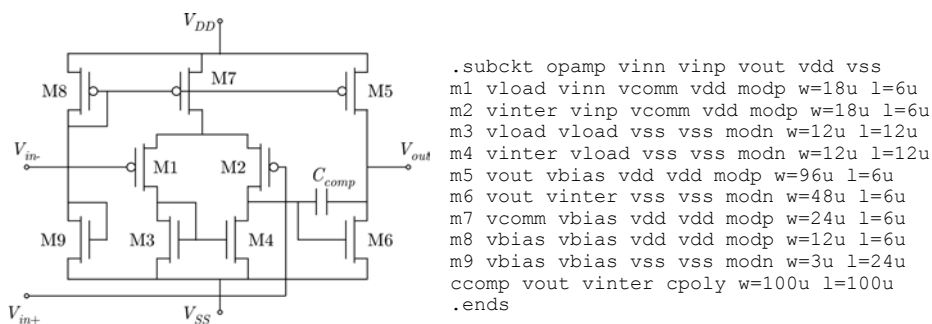 V_DD
M8
M7
M5
V_in-
M1
M2
V_out
C_comp
M9
M3
M4
M6
V_in+
V_SS
.subckt opamp vinn vinp vout vdd vss
m1 vload vinn vcomm vdd modp w=18u l=6u
m2 vinter vinp vcomm vdd modp w=18u l=6u
m3 vload vload vss vss modn w=12u l=12u
m4 vinter vload vss vss modn w=12u l=12u
m5 vout vbias vdd vdd modp w=96u l=6u
m6 vout vinter vss vss modn w=48u l=6u
m7 vcomm vbias vdd vdd modp w=24u l=6u
m8 vbias vbias vdd vdd modp w=12u l=6u
m9 vbias vbias vss vss modn w=3u l=24u
ccomp vout vinter cpoly w=100u l=100u
.ends